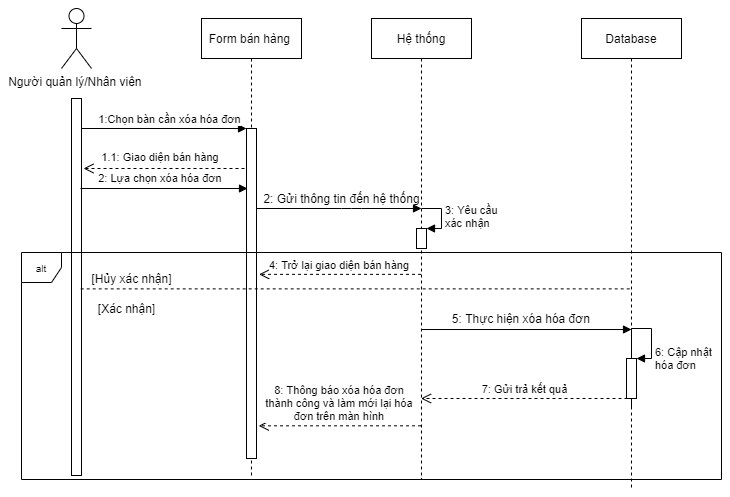 Form bán hàng
Hệ thống
Database
Người quản lý/Nhân viên
1:Chọn bàn cần xóa hóa đơn
1.1: Giao diện bán hàng
2: Lựa chọn xóa hóa đơn
2: Gửi thông tin đến hệ thống
3: Yêu cầu
xác nhận
alt
4: Trở lại giao diện bán hàng
[Hủy xác nhận]
[Xác nhận]
5: Thực hiện xóa hóa đơn
6: Cập nhật
hóa đơn
7: Gửi trả kết quả
8: Thông báo xóa hóa đơn
thành công và làm mới lại hóa
đơn trên màn hình